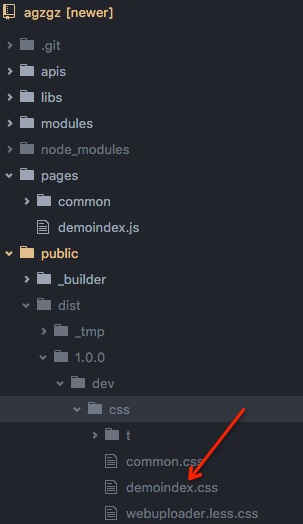 agzgz [newer]
.git
apis
libs
modules
node_modules
pages
common
demoindex.js
public
_builder
dist
_tmp
1.0.0
dev
css
t
common.css
demoindex.css
webuploader.less.css